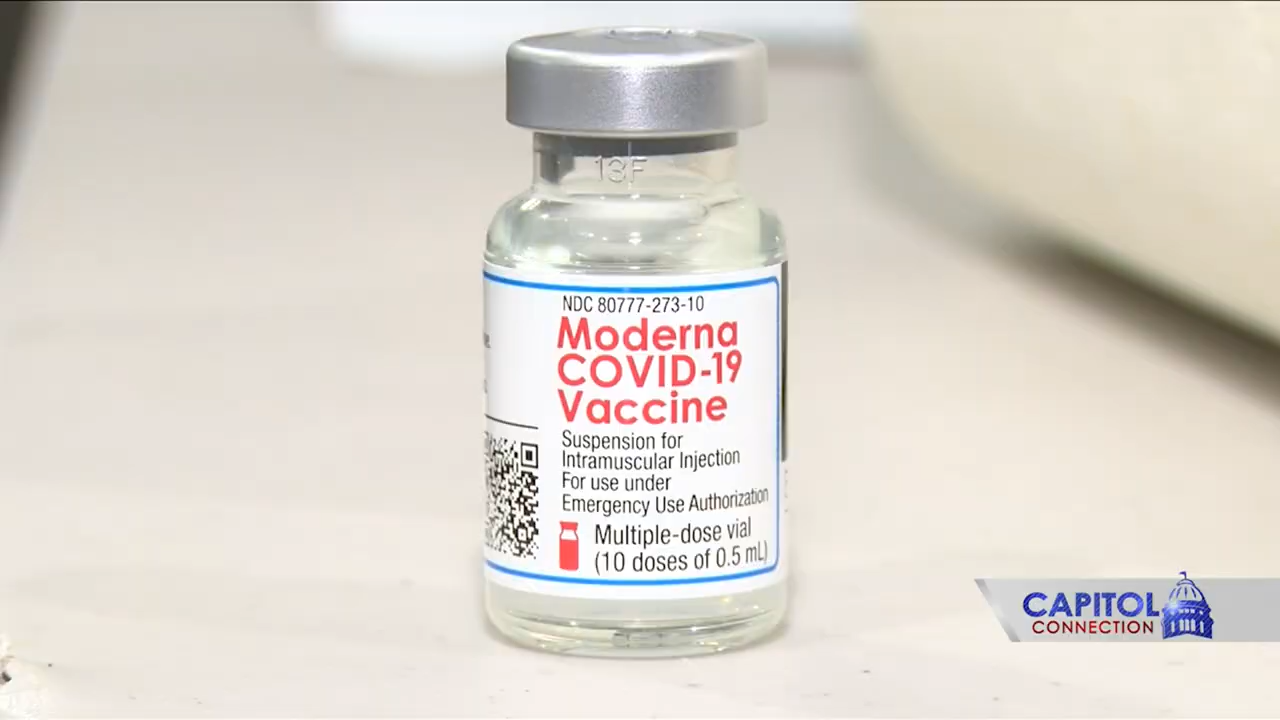 13F
NDC 80777-273-10
Moderna
COVID-19
Vaccine
Suspension for
Intramuscular Injection
For use under
Emergency Use Authorization
Multiple-dose vial
(10 doses of 0.5 mL)
CAPITOL
CONNECTION